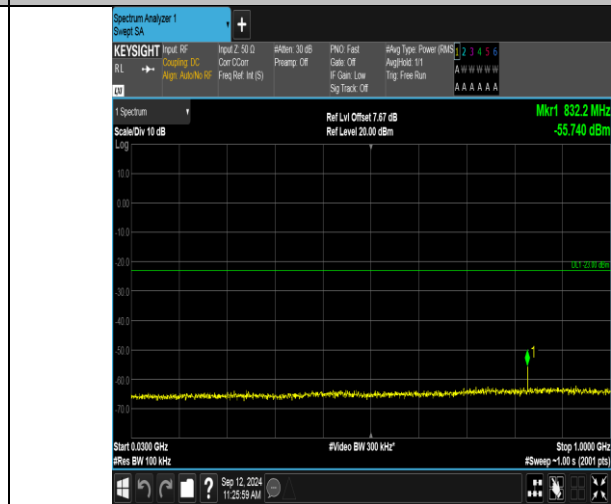 Spectrum Analyzer 1
Swept SA
+
KEYSIGHT
RL
LXI
Input: RF
Coupling: DC
Align: Auto/No RF
Input Z: 50 Ω
Corr CCorr
Freq Ref: Int (S)
#Atten: 30 dB
Preamp: Off
PNO: Fast
Gate: Off
IF Gain: Low
Sig Track: Off
#Avg Type: Power (RMS
Avg|Hold: 1/1
Trig: Free Run
1 2 3 4 5 6
A W W W W W
A A A A A A
1 Spectrum
Scale/Div 10 dB
Log
Ref Lvl Offset 7.67 dB
Ref Level 20.00 dBm
Mkr1 832.2 MHz
-55.740 dBm
10.0
0.00
-10.0
-20.0
DL1 -23.00 dBm
-30.0
-40.0
-50.0
1
-60.0
-70.0
Start 0.0300 GHz
#Res BW 100 kHz
#Video BW 300 kHz*
Stop 1.0000 GHz
#Sweep ~1.00 s (2001 pts)
?
Sep 12, 2024
11:25:59 AM